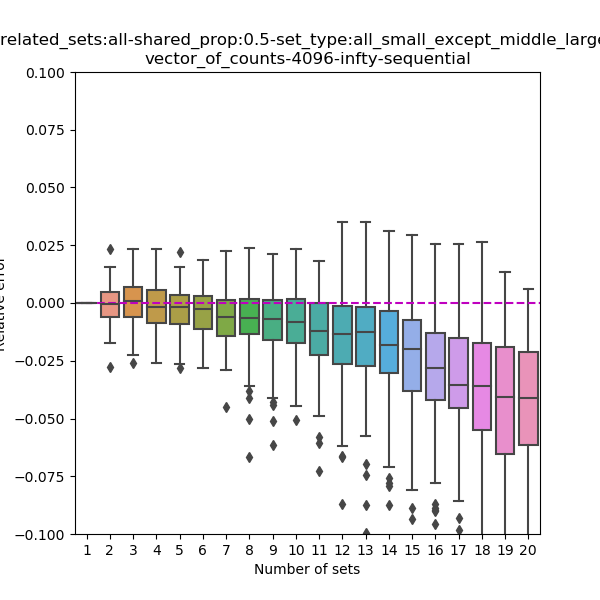 related_sets:all-shared_prop:0.5-set_type:all_small_except_middle_large
vector_of_counts-4096-infty-sequential
0.100
0.075
0.050
0.025
0.000
−0.025
−0.050
−0.075
−0.100
Relative error
1 2 3 4 5 6 7 8 9 10 11 12 13 14 15 16 17 18 19 20
Number of sets